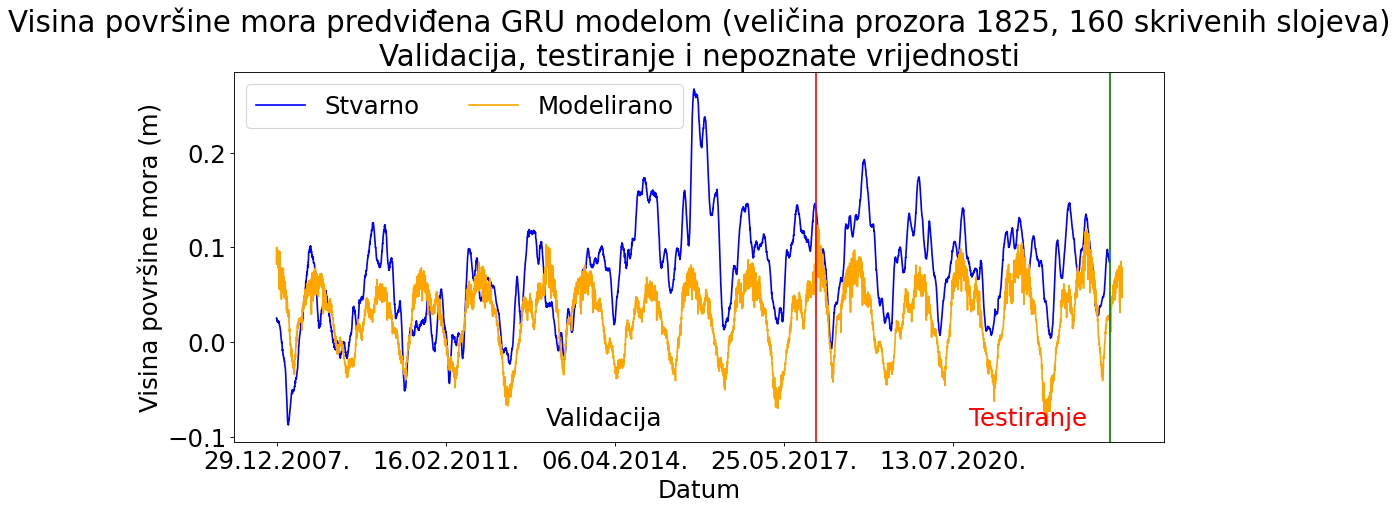 Visina površine mora predviđena GRU modelom (veličina prozora 1825, 160 skrivenih slojeva)
Validacija, testiranje i nepoznate vrijednosti
Stvarno Modelirano
Visina površine mora (m)
0.2
0.1
0.0
−0.1
Validacija Testiranje
29.12.2007. 16.02.2011. 06.04.2014. 25.05.2017. 13.07.2020.
Datum